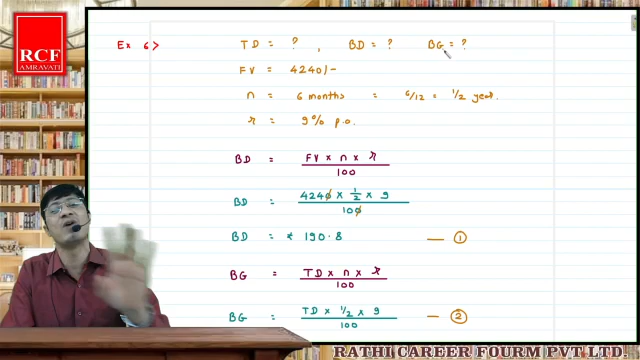 RCF
AMRAVATI
Ex 6>
TD = ? , BD = ? BG = ?
FV = 4240/-
n = 6 months = 6/12 = 1/2 year.
r = 9% p.a.
BD = FV x n x r / 100
BD = 4240 x 1/2 x 9 / 100
BD = ₹ 190.8 — ①
BG = TD x n x r / 100
BG = TD x 1/2 x 9 / 100 — ②
RATHI CAREER FOURM PVT LTD